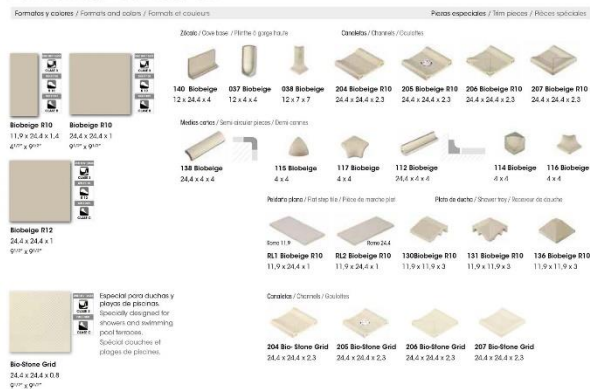 Formatos y colores / Formats and colors / Formats et couleurs
Piezas especiales / Trim pieces / Pièces spéciales
Zócalo / Cove base / Plinthe à gorge haute
Canaletas / Channels / Goulottes
140 Biobeige
12 x 24,4 x 4
037 Biobeige
12 x 4 x 4
038 Biobeige
12 x 7 x 7
204 Biobeige R10
24,4 x 24,4 x 2,3
205 Biobeige R10
24,4 x 24,4 x 2,3
206 Biobeige R10
24,4 x 24,4 x 2,3
207 Biobeige R10
24,4 x 24,4 x 2,3
Biobeige R10
11,9 x 24,4 x 1,4
Biobeige R10
24,4 x 24,4 x 1
Medias cañas / Semi-circular pieces / Demi-cannes
138 Biobeige
24,4 x 4 x 4
115 Biobeige
4 x 4
117 Biobeige
4 x 4
112 Biobeige
24,4 x 4 x 4
114 Biobeige
4 x 4
116 Biobeige
4 x 4
Biobeige R12
24,4 x 24,4 x 1
Peldaño plano / Flat step tile / Pièce de marche plat
Plato de ducha / Shower tray / Receveur de douche
Romo 11,9
Romo 24,4
RL1 Biobeige R10
11,9 x 24,4 x 1
RL2 Biobeige R10
11,9 x 24,4 x 1
130Biobeige R10
11,9 x 11,9 x 3
131 Biobeige R10
11,9 x 11,9 x 3
136 Biobeige R10
11,9 x 11,9 x 3
Especial para duchas y
playas de piscinas.
Specially designed for
showers and swimming
pool terraces.
Spécial douches et
plages de piscines.
Bio-Stone Grid
24,4 x 24,4 x 0,8
Canaletas / Channels / Goulottes
204 Bio-Stone Grid
24,4 x 24,4 x 2,3
205 Bio-Stone Grid
24,4 x 24,4 x 2,3
206 Bio-Stone Grid
24,4 x 24,4 x 2,3
207 Bio-Stone Grid
24,4 x 24,4 x 2,3